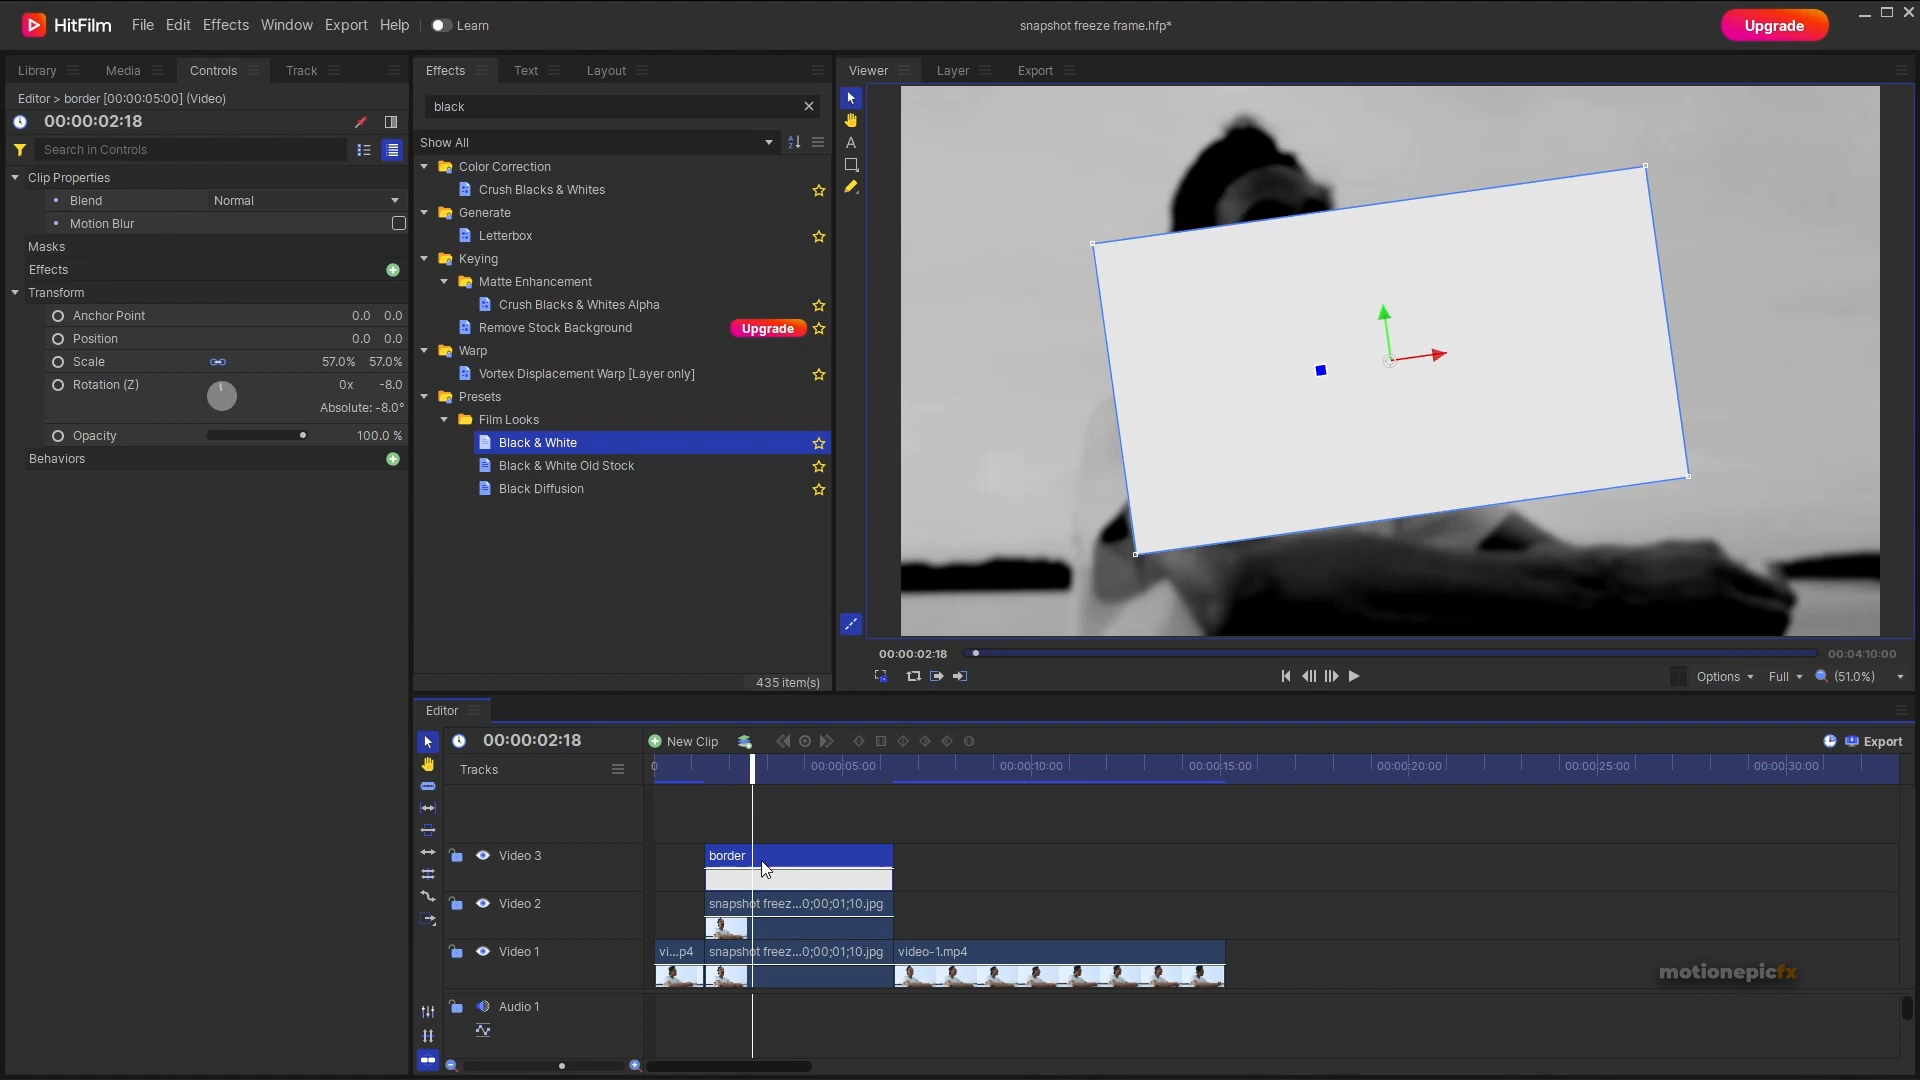 HitFilm File Edit Effects Window Export Help Learn snapshot freeze frame.hfp* Upgrade
Library Media Controls Track
Editor > border [00:00:05:00] (Video)
00:00:02:18
Search in Controls
Clip Properties
Blend Normal
Motion Blur
Masks
Effects
Transform
Anchor Point 0.0 0.0
Position 0.0 0.0
Scale 57.0% 57.0%
Rotation (Z) 0x -8.0
Absolute: -8.0°
Opacity 100.0 %
Behaviors
Effects Text Layout
black
Show All
Color Correction
Crush Blacks & Whites
Generate
Letterbox
Keying
Matte Enhancement
Crush Blacks & Whites Alpha
Remove Stock Background Upgrade
Warp
Vortex Displacement Warp [Layer only]
Presets
Film Looks
Black & White
Black & White Old Stock
Black Diffusion
435 item(s)
Viewer Layer Export
A
00:00:02:18 00:04:10:00
Options Full (51.0%)
Editor
00:00:02:18 New Clip Export
Tracks 0 00:00:05:00 00:00:10:00 00:00:15:00 00:00:20:00 00:00:25:00 00:00:30:00
Video 3 border
Video 2 snapshot freez...0;00;01;10.jpg
Video 1 vi...p4 snapshot freez...0;00;01;10.jpg video-1.mp4
motionepicfx
Audio 1